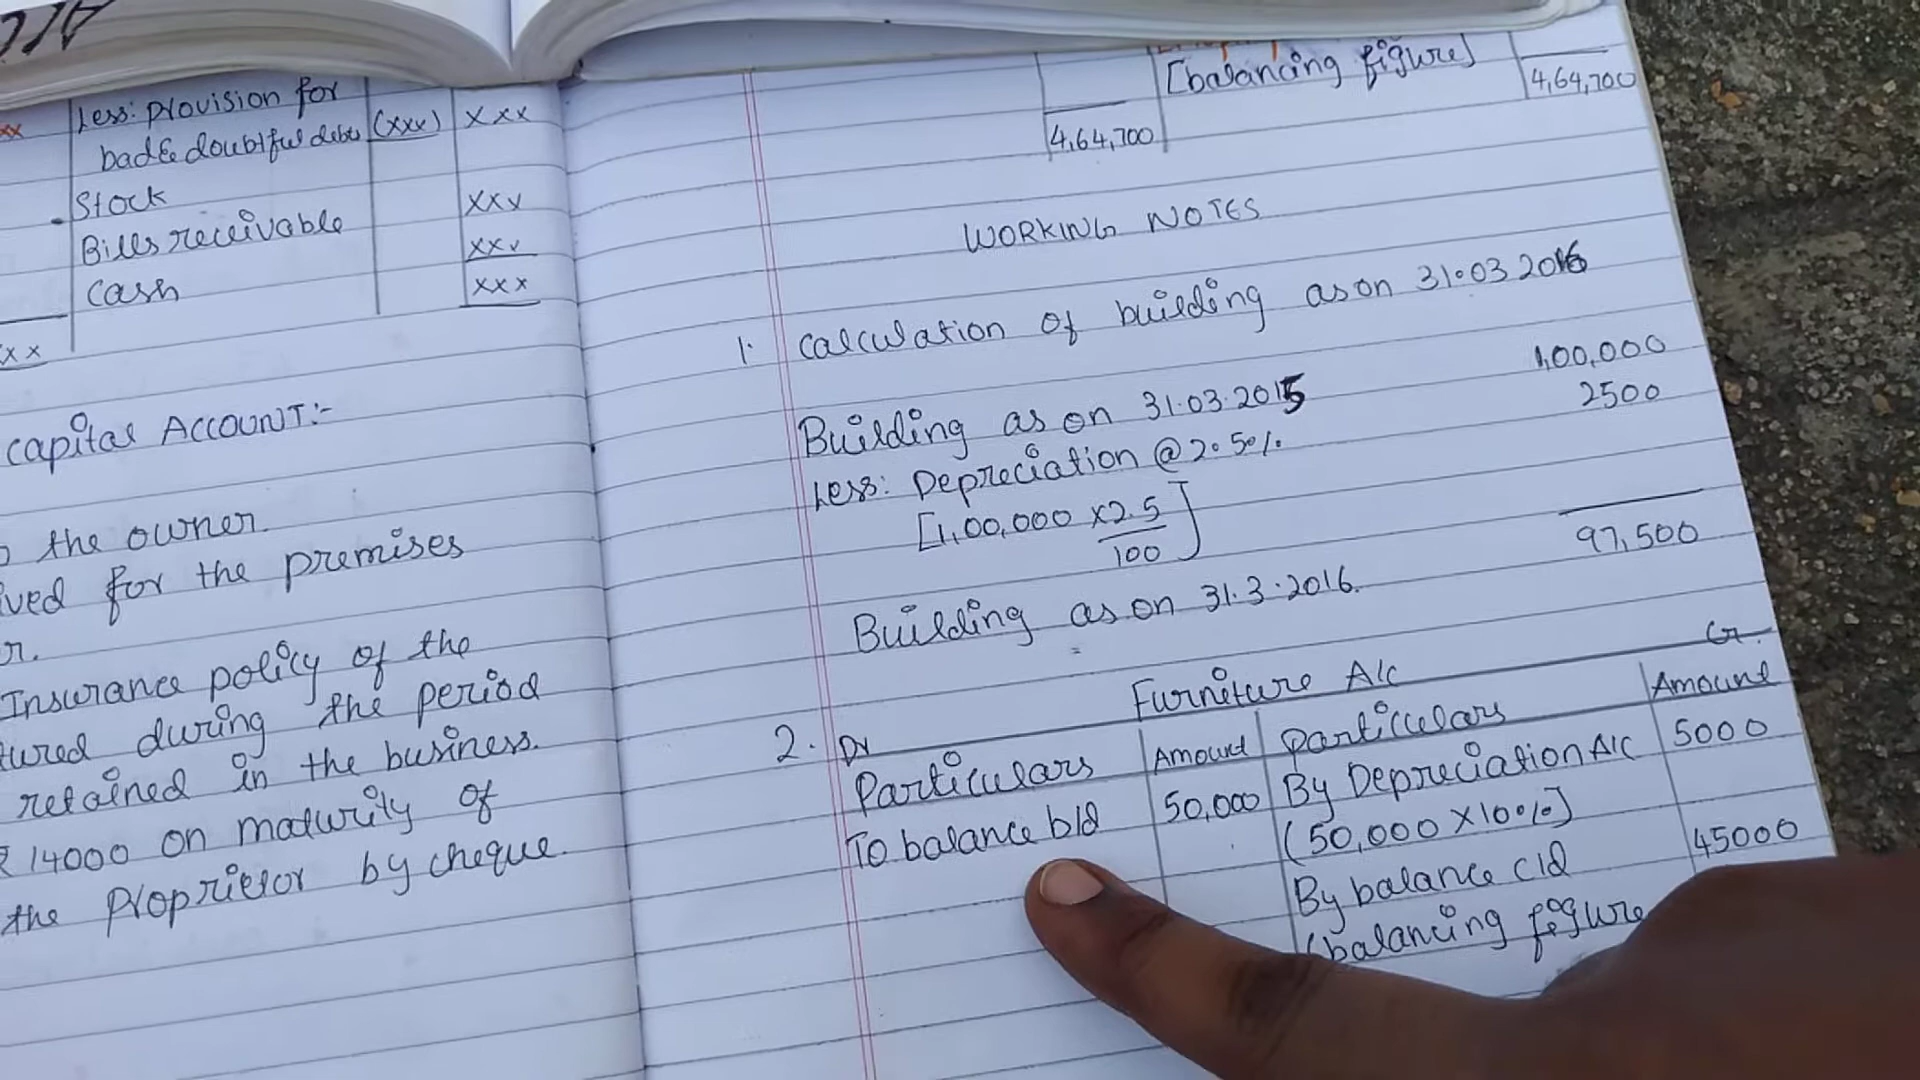 Less: Provision for
bad & doubtful debts (xxx) xxx
Stock xxx
Bills receivable xxx
Cash xxx
xx
capital ACCOUNT:-
the owner.
ved for the premises
r.
Insurance policy of the
ured during the period
retained in the business.
₹ 14000 on maturity of
the Proprietor by cheque.
[balancing figure] 4,64,700
4,64,700
WORKING NOTES
1. Calculation of building as on 31.03 2016
Building as on 31.03.2015 1,00,000
Less: Depreciation @ 2.5% 2500
[1,00,000 x 2.5
100]
97,500
Building as on 31.3.2016.
2. Dr Furniture A/c Cr.
Particulars Amount Particulars Amount
To balance b/d 50,000 By Depreciation A/c 5000
(50,000 x 10%]
By balance c/d 45000
(balancing figure